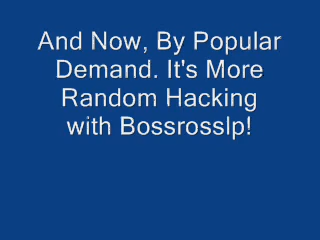 And Now, By Popular
Demand. It's More
Random Hacking
with Bossrosslp!